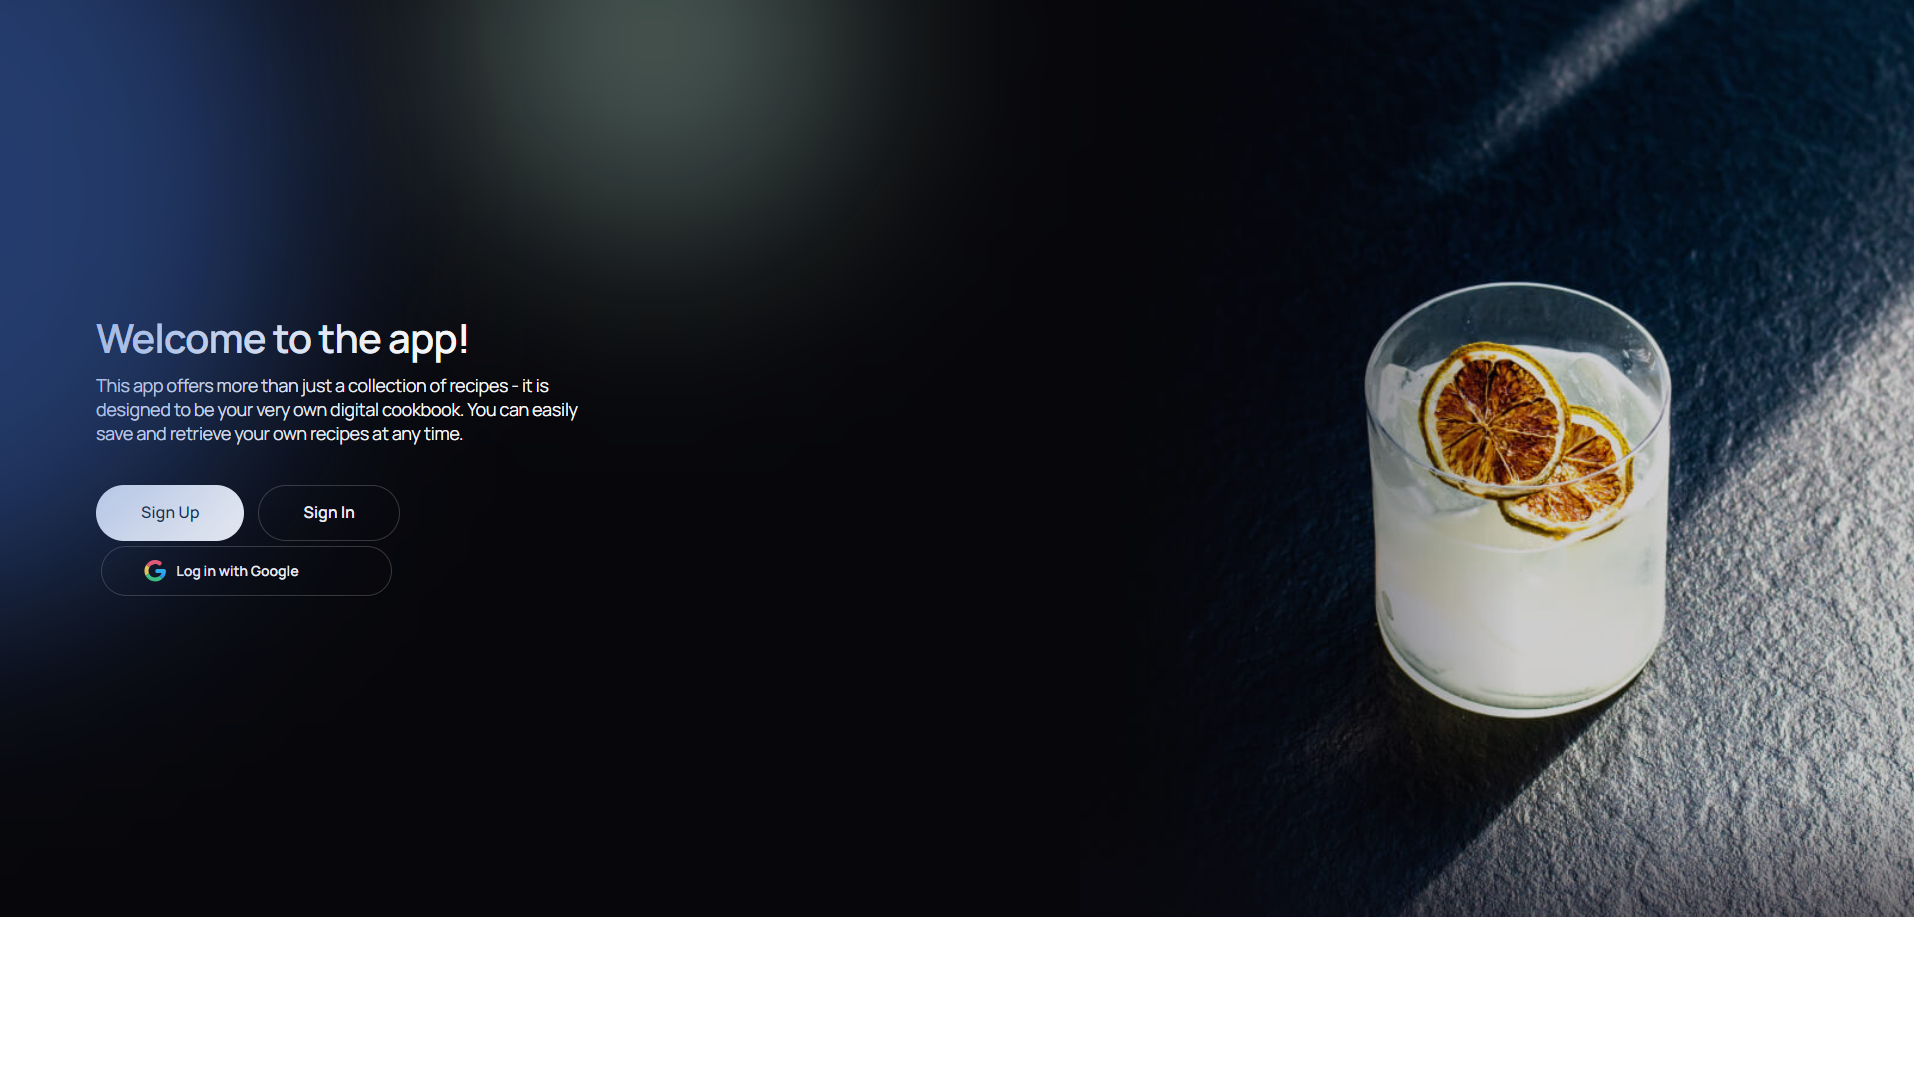 Welcome to the app!
This app offers more than just a collection of recipes - it is
designed to be your very own digital cookbook. You can easily
save and retrieve your own recipes at any time.
Sign Up
Sign In
Log in with Google